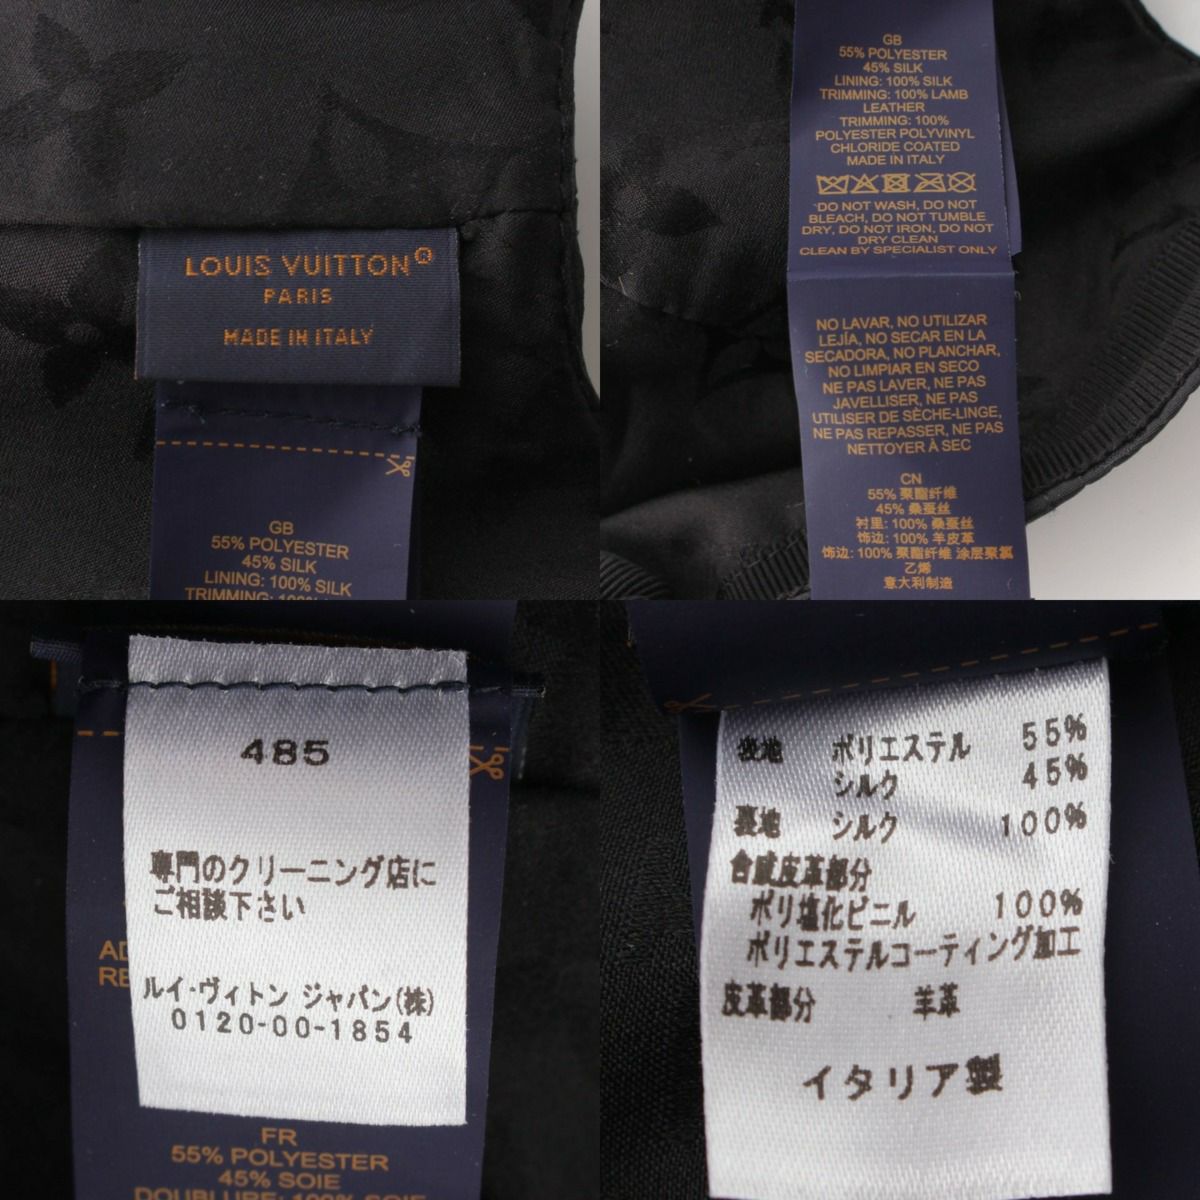 LOUIS VUITTON®
PARIS
MADE IN ITALY
GB
55% POLYESTER
45% SILK
LINING: 100% SILK
TRIMMING: 100%
GB
55% POLYESTER
45% SILK
LINING: 100% SILK
TRIMMING: 100% LAMB
LEATHER
TRIMMING: 100%
POLYESTER POLYVINYL
CHLORIDE COATED
MADE IN ITALY
DO NOT WASH, DO NOT
BLEACH, DO NOT TUMBLE
DRY, DO NOT IRON, DO NOT
DRY CLEAN
CLEAN BY SPECIALIST ONLY
NO LAVAR, NO UTILIZAR
LEJÍA, NO SECAR EN LA
SECADORA, NO PLANCHAR,
NO LIMPIAR EN SECO
NE PAS LAVER, NE PAS
JAVELLISER, NE PAS
UTILISER DE SÈCHE-LINGE,
NE PAS REPASSER, NE PAS
NETTOYER À SEC
CN
55% 聚酯纤维
45% 桑蚕丝
衬里: 100% 桑蚕丝
饰边: 100% 羊皮革
饰边: 100% 聚酯纤维 涂层聚氯
乙烯
意大利制造
485
専門のクリーニング店に
ご相談下さい
AD
RE
ルイ・ヴィトン ジャパン(株)
0120-00-1854
FR
55% POLYESTER
45% SOIE
DOUBLURE: 100% SOIE
表地 ポリエステル 55%
シルク 45%
裏地 シルク 100%
合成皮革部分
ポリ塩化ビニル 100%
ポリエステルコーティング加工
皮革部分 羊革
イタリア製